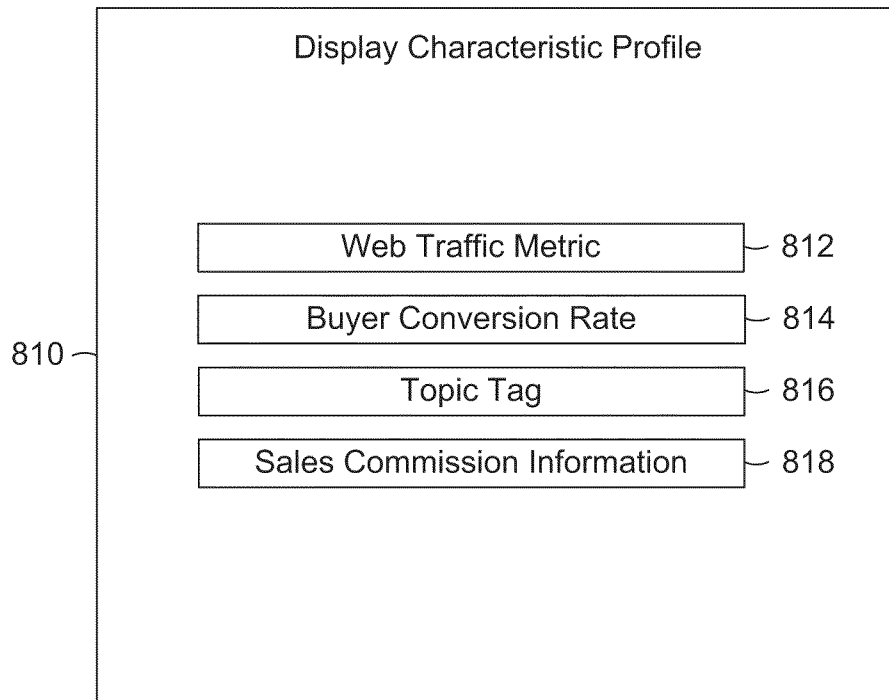 Display Characteristic Profile
Web Traffic Metric 812
Buyer Conversion Rate 814
810
Topic Tag 816
Sales Commission Information 818